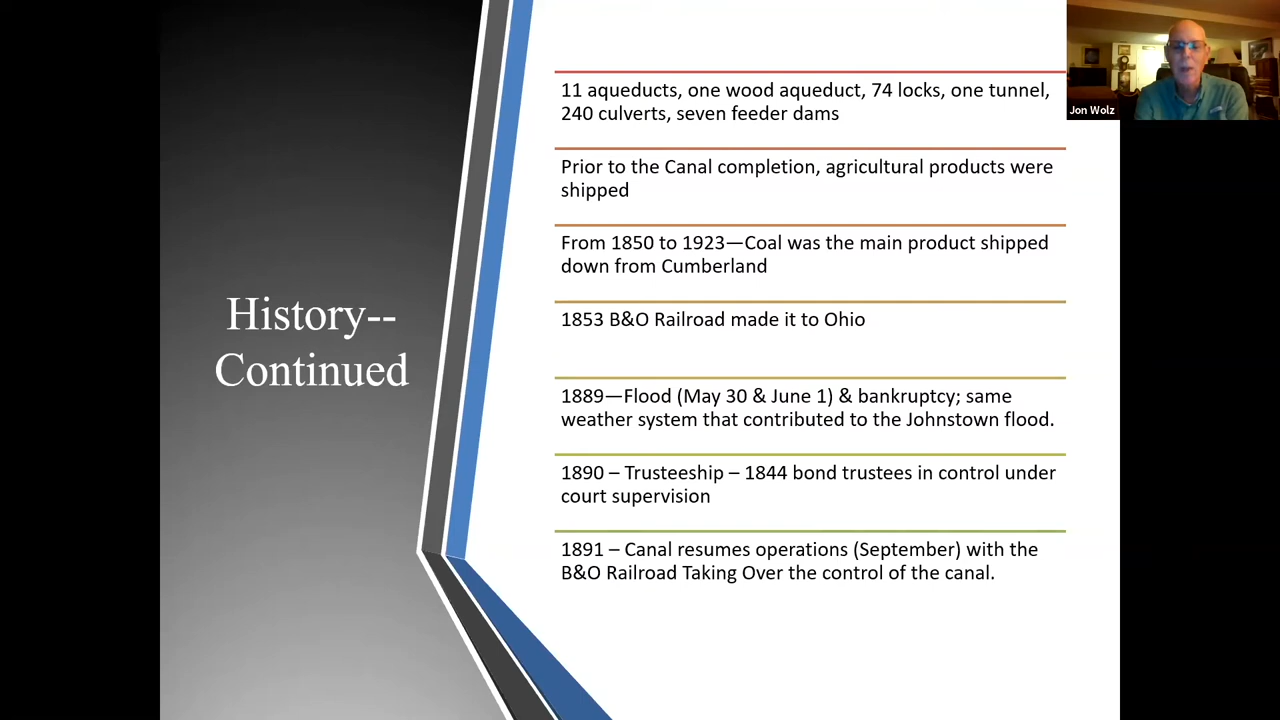 History--
Continued
11 aqueducts, one wood aqueduct, 74 locks, one tunnel,
240 culverts, seven feeder dams
Prior to the Canal completion, agricultural products were
shipped
From 1850 to 1923—Coal was the main product shipped
down from Cumberland
1853 B&O Railroad made it to Ohio
1889—Flood (May 30 & June 1) & bankruptcy; same
weather system that contributed to the Johnstown flood.
1890 – Trusteeship – 1844 bond trustees in control under
court supervision
1891 – Canal resumes operations (September) with the
B&O Railroad Taking Over the control of the canal.
Jon Wolz